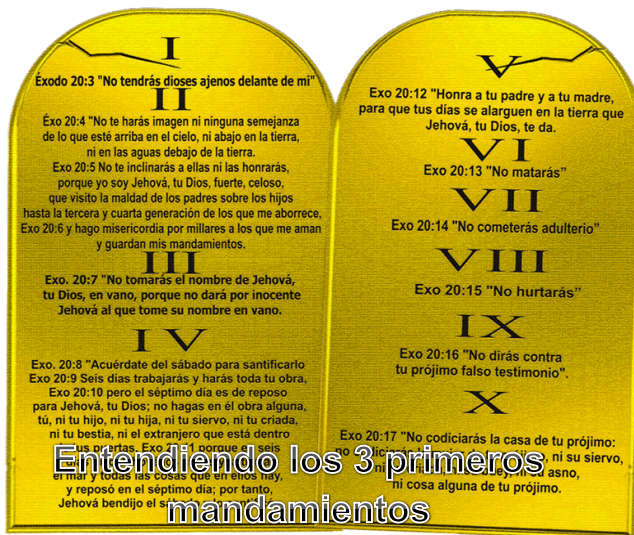 I
Éxodo 20:3 "No tendrás dioses ajenos delante de mi"
II
Éxo 20:4 "No te harás imagen ni ninguna semejanza
de lo que esté arriba en el cielo, ni abajo en la tierra,
ni en las aguas debajo de la tierra.
Exo 20:5 No te inclinarás a ellas ni las honrarás,
porque yo soy Jehová, tu Dios, fuerte, celoso,
que visito la maldad de los padres sobre los hijos
hasta la tercera y cuarta generación de los que me aborrece,
Exo 20:6 y hago misericordia por millares a los que me aman
y guardan mis mandamientos.
III
Exo. 20:7 "No tomarás el nombre de Jehová,
tu Dios, en vano, porque no dará por inocente
Jehová al que tome su nombre en vano.
IV
Exo. 20:8 "Acuérdate del sábado para santificarlo
Exo 20:9 Seis días trabajarás y harás toda tu obra,
Exo 20:10 pero el séptimo día es de reposo
para Jehová, tu Dios; no hagas en él obra alguna,
tú, ni tu hijo, ni tu hija, ni tu siervo, ni tu criada,
ni tu bestia, ni el extranjero que está dentro
de tus puertas. Exo 20:11 porque en seis
el mar y todas las cosas que en ellos hay,
y reposó en el séptimo día; por tanto,
Jehová bendijo el
V
Exo 20:12 "Honra a tu padre y a tu madre,
para que tus días se alarguen en la tierra que
Jehová, tu Dios, te da.
VI
Exo 20:13 "No matarás”
VII
Exo 20:14 "No cometerás adulterio”
VIII
Exo 20:15 "No hurtarás”
IX
Exo 20:16 "No dirás contra
tu prójimo falso testimonio".
X
Exo 20:17 "No codiciarás la casa de tu prójimo:
ni su siervo,
asno,
ni cosa alguna de tu prójimo.
Entendiendo los 3 primeros
mandamientos